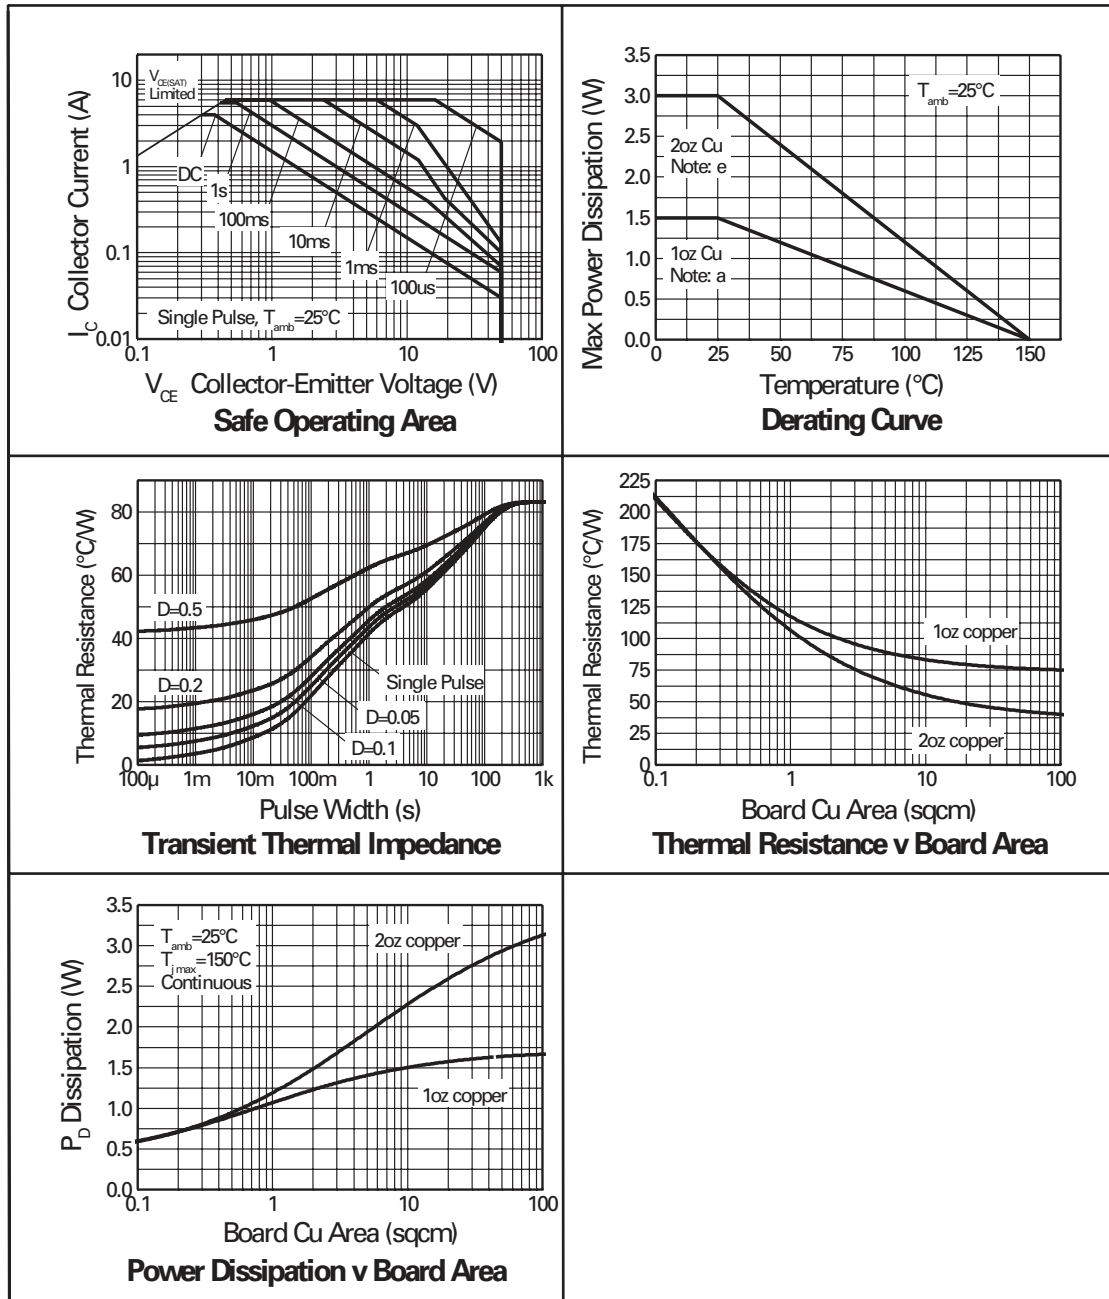 10
1
0.1
0.01
0.1
1
10
100
V_CE(SAT)
Limited
DC
1s
100ms
10ms
1ms
100us
Single Pulse, T_amb=25°C
I_C Collector Current (A)
V_CE Collector-Emitter Voltage (V)
Safe Operating Area
3.5
3.0
2.5
2.0
1.5
1.0
0.5
0.0
0
25
50
75
100
125
150
T_amb=25°C
2oz Cu
Note: e
1oz Cu
Note: a
Max Power Dissipation (W)
Temperature (°C)
Derating Curve
80
60
40
20
0
100µ
1m
10m
100m
1
10
100
1k
D=0.5
D=0.2
Single Pulse
D=0.05
D=0.1
Thermal Resistance (°C/W)
Pulse Width (s)
Transient Thermal Impedance
225
200
175
150
125
100
75
50
25
0
0.1
1
10
100
1oz copper
2oz copper
Thermal Resistance (°C/W)
Board Cu Area (sqcm)
Thermal Resistance v Board Area
3.5
3.0
2.5
2.0
1.5
1.0
0.5
0.0
0.1
1
10
100
T_amb=25°C
T_j max=150°C
Continuous
2oz copper
1oz copper
P_D Dissipation (W)
Board Cu Area (sqcm)
Power Dissipation v Board Area